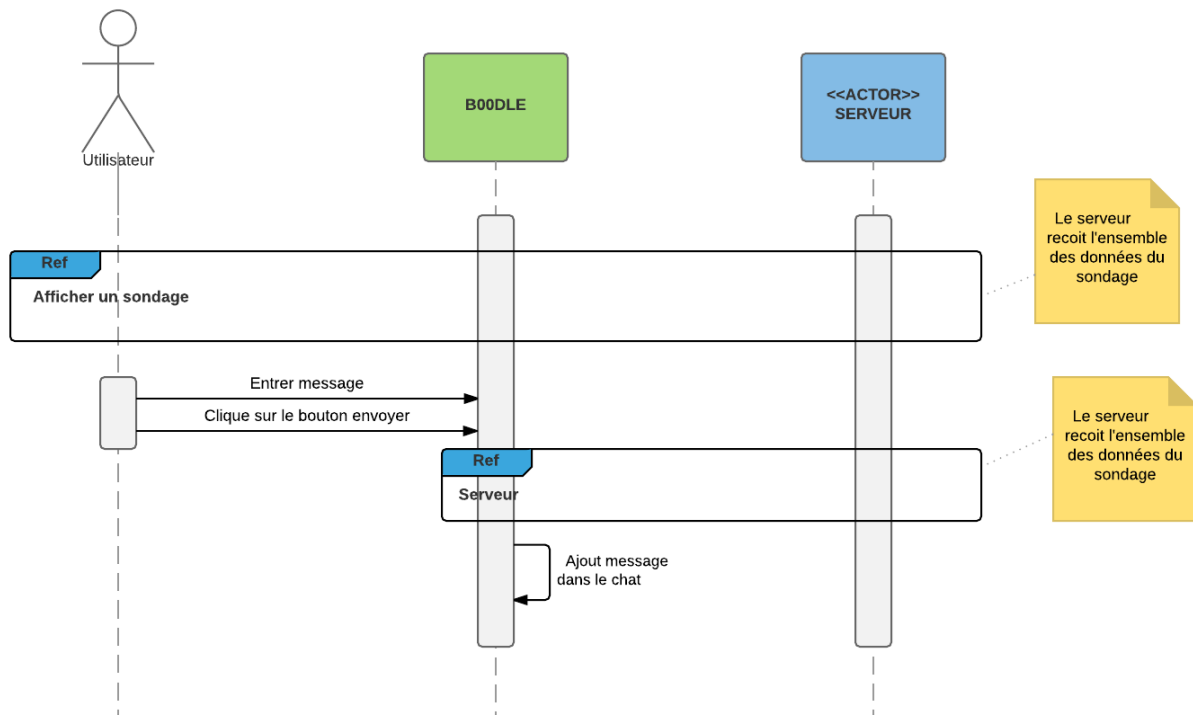 Utilisateur
B00DLE
<<ACTOR>>
SERVEUR
Le serveur
recoit l'ensemble
des données du
sondage
Ref
Afficher un sondage
Entrer message
Clique sur le bouton envoyer
Le serveur
recoit l'ensemble
des données du
sondage
Ref
Serveur
Ajout message
dans le chat